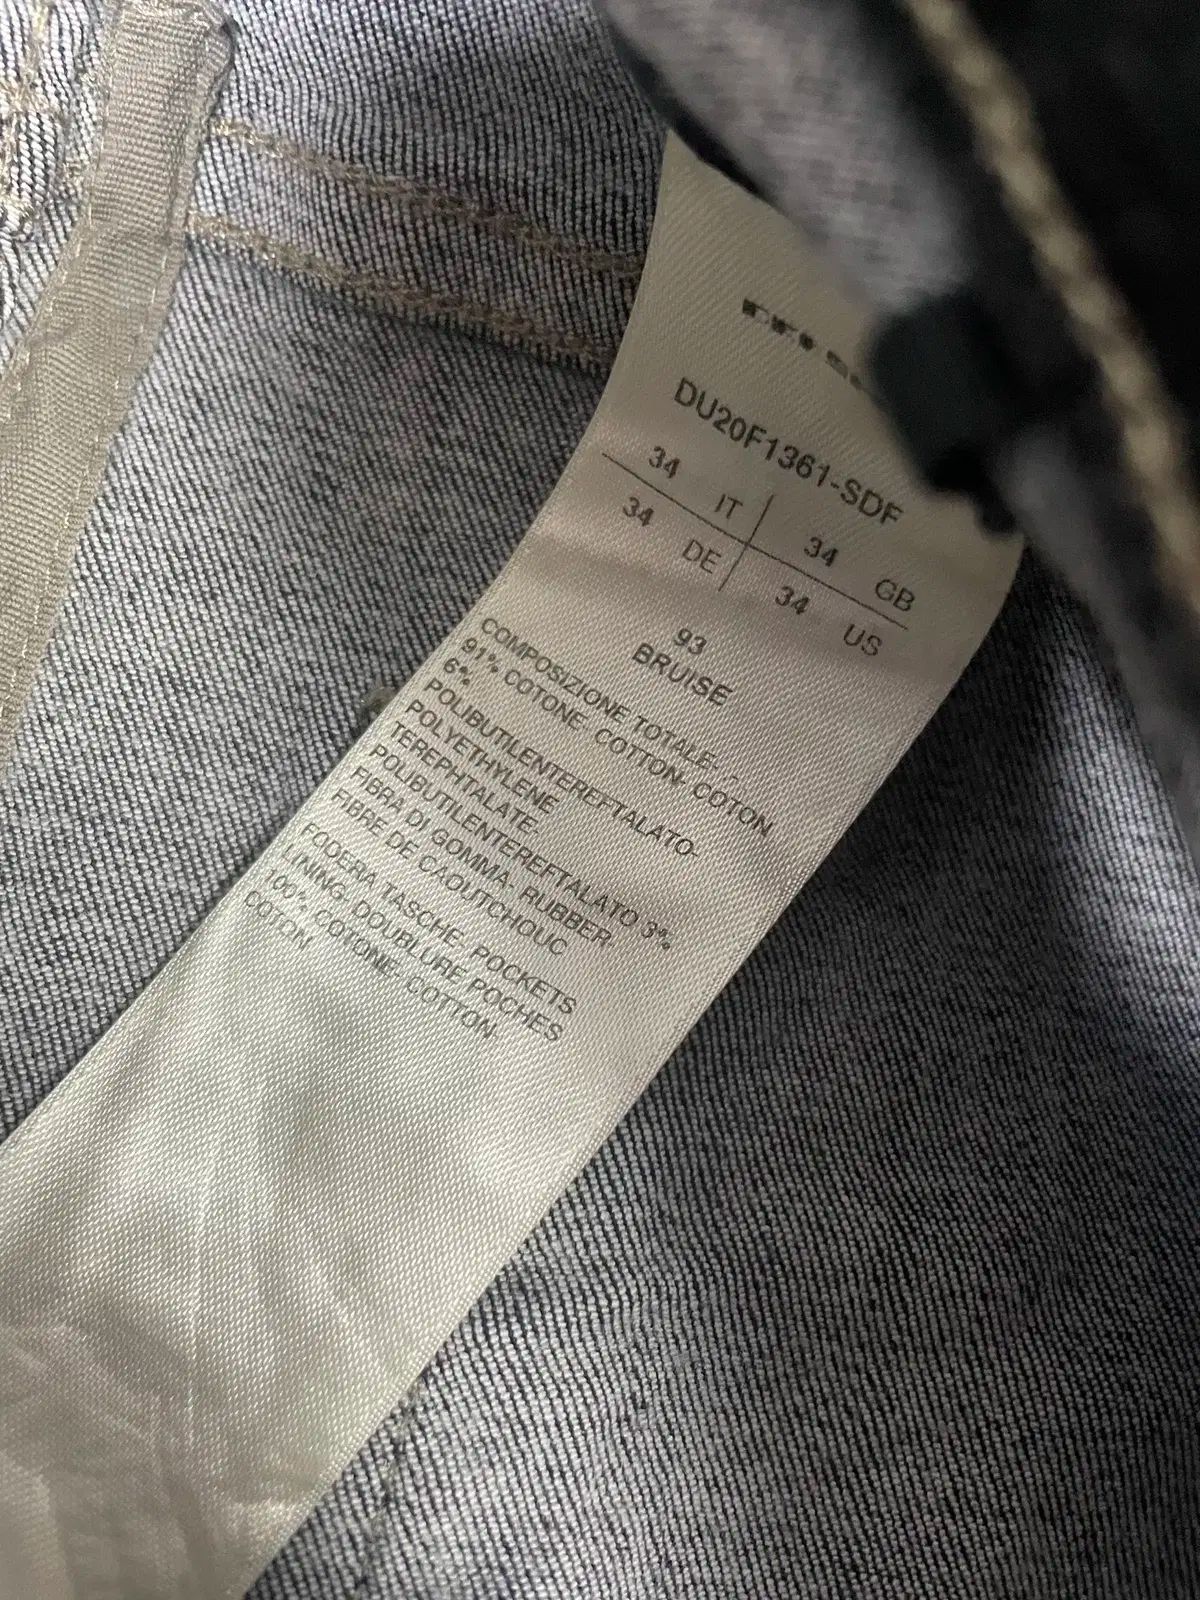 DU20F1361-SDF
34 IT 34 GB
34 DE 34 US
93
BRUISE
COMPOSIZIONE TOTALE-
91% COTONE- COTTON- COTON
6%
POLIBUTILENTEREFTALATO-
POLYETHYLENE
TEREPHTALATE-
POLIBUTILENTEREFTALATO 3%
FIBRA DI GOMMA- RUBBER-
FIBRE DE CAOUTCHOUC
FODERA TASCHE- POCKETS
LINING- DOUBLURE POCHES
100% COTONE- COTTON-
COTON